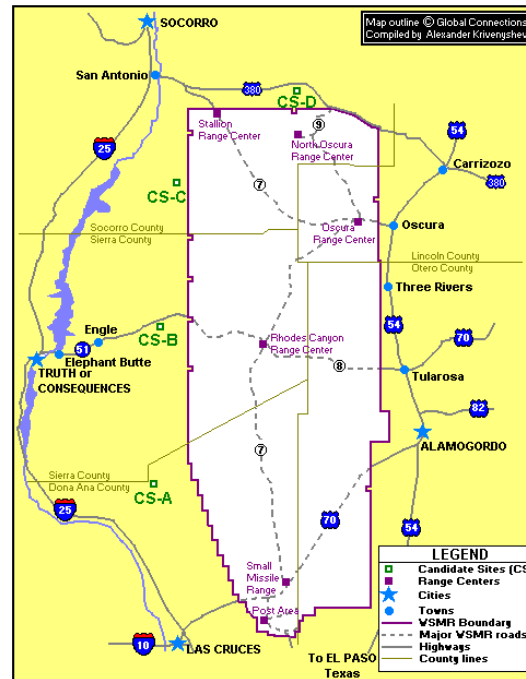 SOCORRO
Map outline © Global Connections
Compiled by Alexander Krivenyshev
San Antonio
380
CS-D
Stallion
Range Center
9
North Oscura
Range Center
54
25
Carrizozo
380
CS-C
7
Oscura
Oscura
Range Center
Socorro County
Sierra County
Lincoln County
Otero County
Three Rivers
Engle
CS-B
54
70
51
Rhodes Canyon
Range Center
Elephant Butte
TRUTH or
CONSEQUENCES
8
Tularosa
82
7
ALAMOGORDO
Sierra County
Dona Ana County
CS-A
25
70
54
LEGEND
Candidate Sites (CS
Range Centers
Cities
Towns
WSMR Boundary
Major WSMR roads
Highways
County lines
Small
Missile
Range
Post Area
10
LAS CRUCES
To EL PASO
Texas